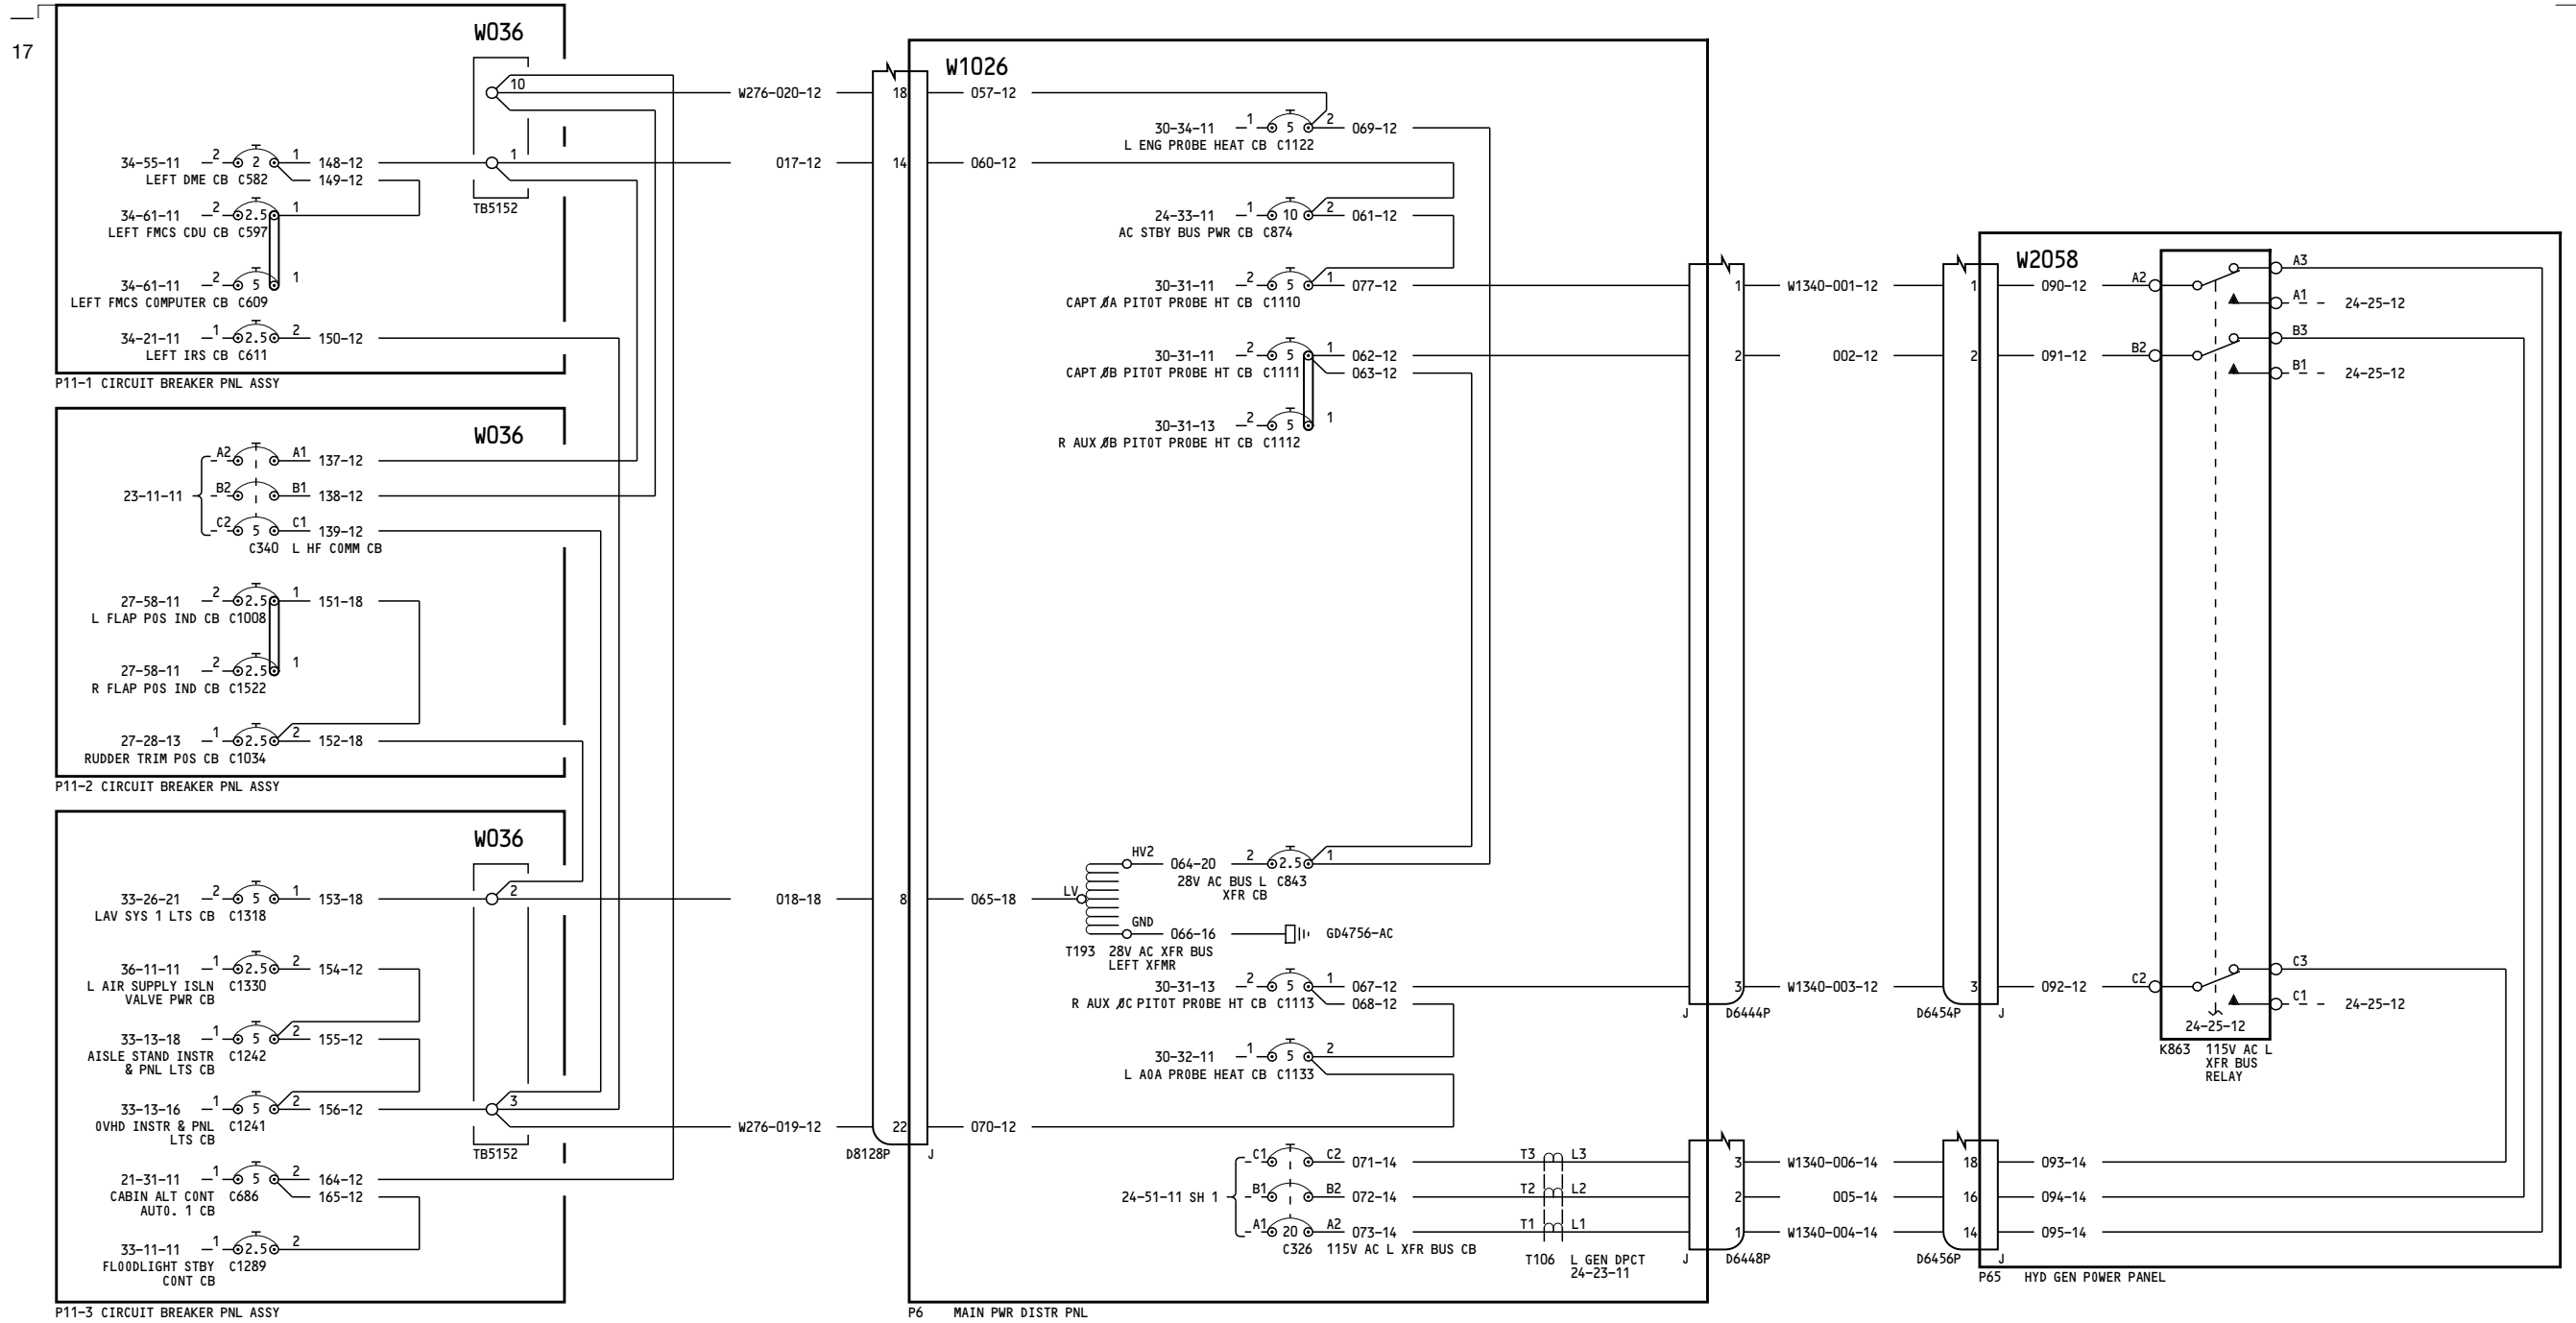 17
W036
10
34-55-11 2 2 1 148-12
LEFT DME CB C582 149-12
1
TB5152
34-61-11 2 2.5 1
LEFT FMCS CDU CB C597
34-61-11 2 5 1
LEFT FMCS COMPUTER CB C609
34-21-11 1 2.5 2 150-12
LEFT IRS CB C611
P11-1 CIRCUIT BREAKER PNL ASSY
W036
A2 A1 137-12
23-11-11 B2 B1 138-12
C2 5 C1 139-12
C340 L HF COMM CB
27-58-11 2 2.5 1 151-18
L FLAP POS IND CB C1008
27-58-11 2 2.5 1
R FLAP POS IND CB C1522
27-28-13 1 2.5 2 152-18
RUDDER TRIM POS CB C1034
P11-2 CIRCUIT BREAKER PNL ASSY
W036
33-26-21 2 5 1 153-18 2
LAV SYS 1 LTS CB C1318
36-11-11 1 2.5 2 154-12
L AIR SUPPLY ISLN C1330
VALVE PWR CB
33-13-18 1 5 2 155-12
AISLE STAND INSTR C1242
& PNL LTS CB
33-13-16 1 5 2 156-12 3
OVHD INSTR & PNL C1241
LTS CB
TB5152
21-31-11 1 5 2 164-12
CABIN ALT CONT C686 165-12
AUTO. 1 CB
33-11-11 1 2.5 2
FLOODLIGHT STBY C1289
CONT CB
P11-3 CIRCUIT BREAKER PNL ASSY
W276-020-12 18
017-12 14
018-18 8
W276-019-12 22
D8128P J
W1026
057-12
30-34-11 1 5 2 069-12
L ENG PROBE HEAT CB C1122
060-12
24-33-11 1 10 2 061-12
AC STBY BUS PWR CB C874
30-31-11 2 5 1 077-12
CAPT ØA PITOT PROBE HT CB C1110
30-31-11 2 5 1 062-12
CAPT ØB PITOT PROBE HT CB C1111 063-12
30-31-13 2 5 1
R AUX ØB PITOT PROBE HT CB C1112
HV2 064-20 2 2.5 1
28V AC BUS L C843
XFR CB
065-18 LV
GND 066-16 GD4756-AC
T193 28V AC XFR BUS
LEFT XFMR
30-31-13 2 5 1 067-12
R AUX ØC PITOT PROBE HT CB C1113 068-12
30-32-11 1 5 2
L AOA PROBE HEAT CB C1133
070-12
C1 C2 071-14 T3 L3
24-51-11 SH 1 B1 B2 072-14 T2 L2
A1 20 A2 073-14 T1 L1
C326 115V AC L XFR BUS CB
T106 L GEN DPCT
24-23-11
P6 MAIN PWR DISTR PNL
1 W1340-001-12 1
2 002-12 2
3 W1340-003-12 3
J D6444P D6454P J
3 W1340-006-14 18
2 005-14 16
1 W1340-004-14 14
J D6448P D6456P J
W2058
A3
090-12 A2
A1 24-25-12
B3
091-12 B2
B1 24-25-12
C3
092-12 C2
C1 24-25-12
24-25-12
K863 115V AC L
XFR BUS
RELAY
093-14
094-14
095-14
P65 HYD GEN POWER PANEL